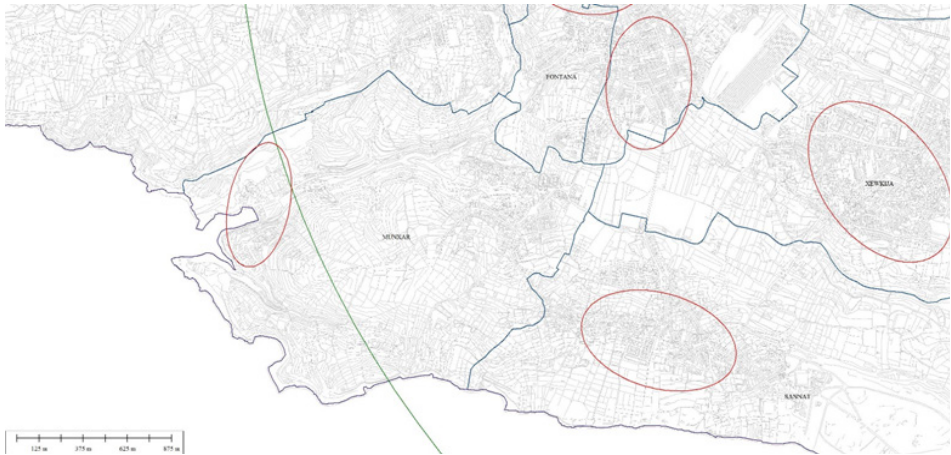 FONTANA
XEWKIJA
MUNXAR
SANNAT
125 m 375 m 625 m 875 m